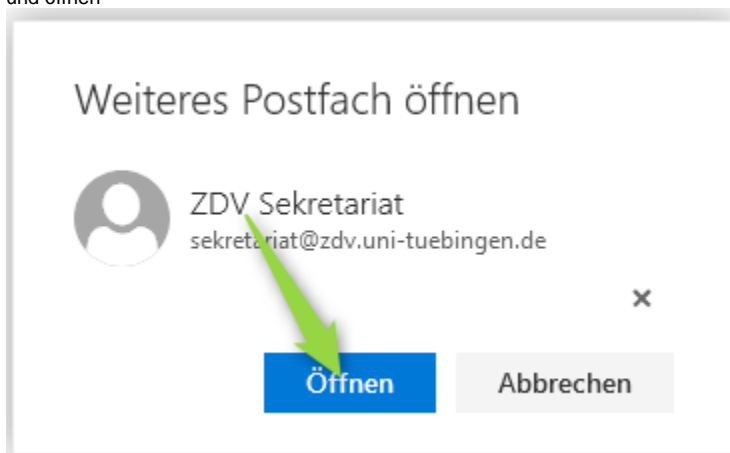 und öffnen
Weiteres Postfach öffnen
ZDV Sekretariat
sekretariat@zdv.uni-tuebingen.de
Öffnen Abbrechen